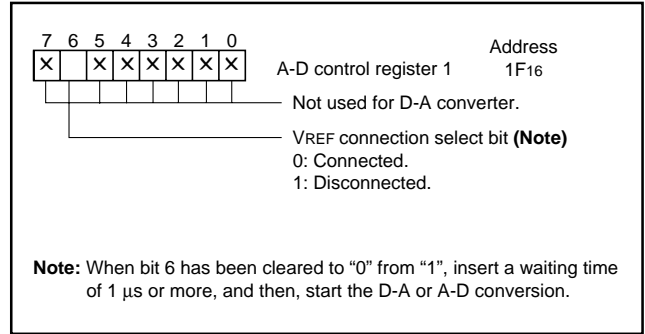 7 6 5 4 3 2 1 0
Address
× × × × × × ×
A-D control register 1 1F16
Not used for D-A converter.
VREF connection select bit (Note)
0: Connected.
1: Disconnected.
Note: When bit 6 has been cleared to “0” from “1”, insert a waiting time
of 1 µs or more, and then, start the D-A or A-D conversion.